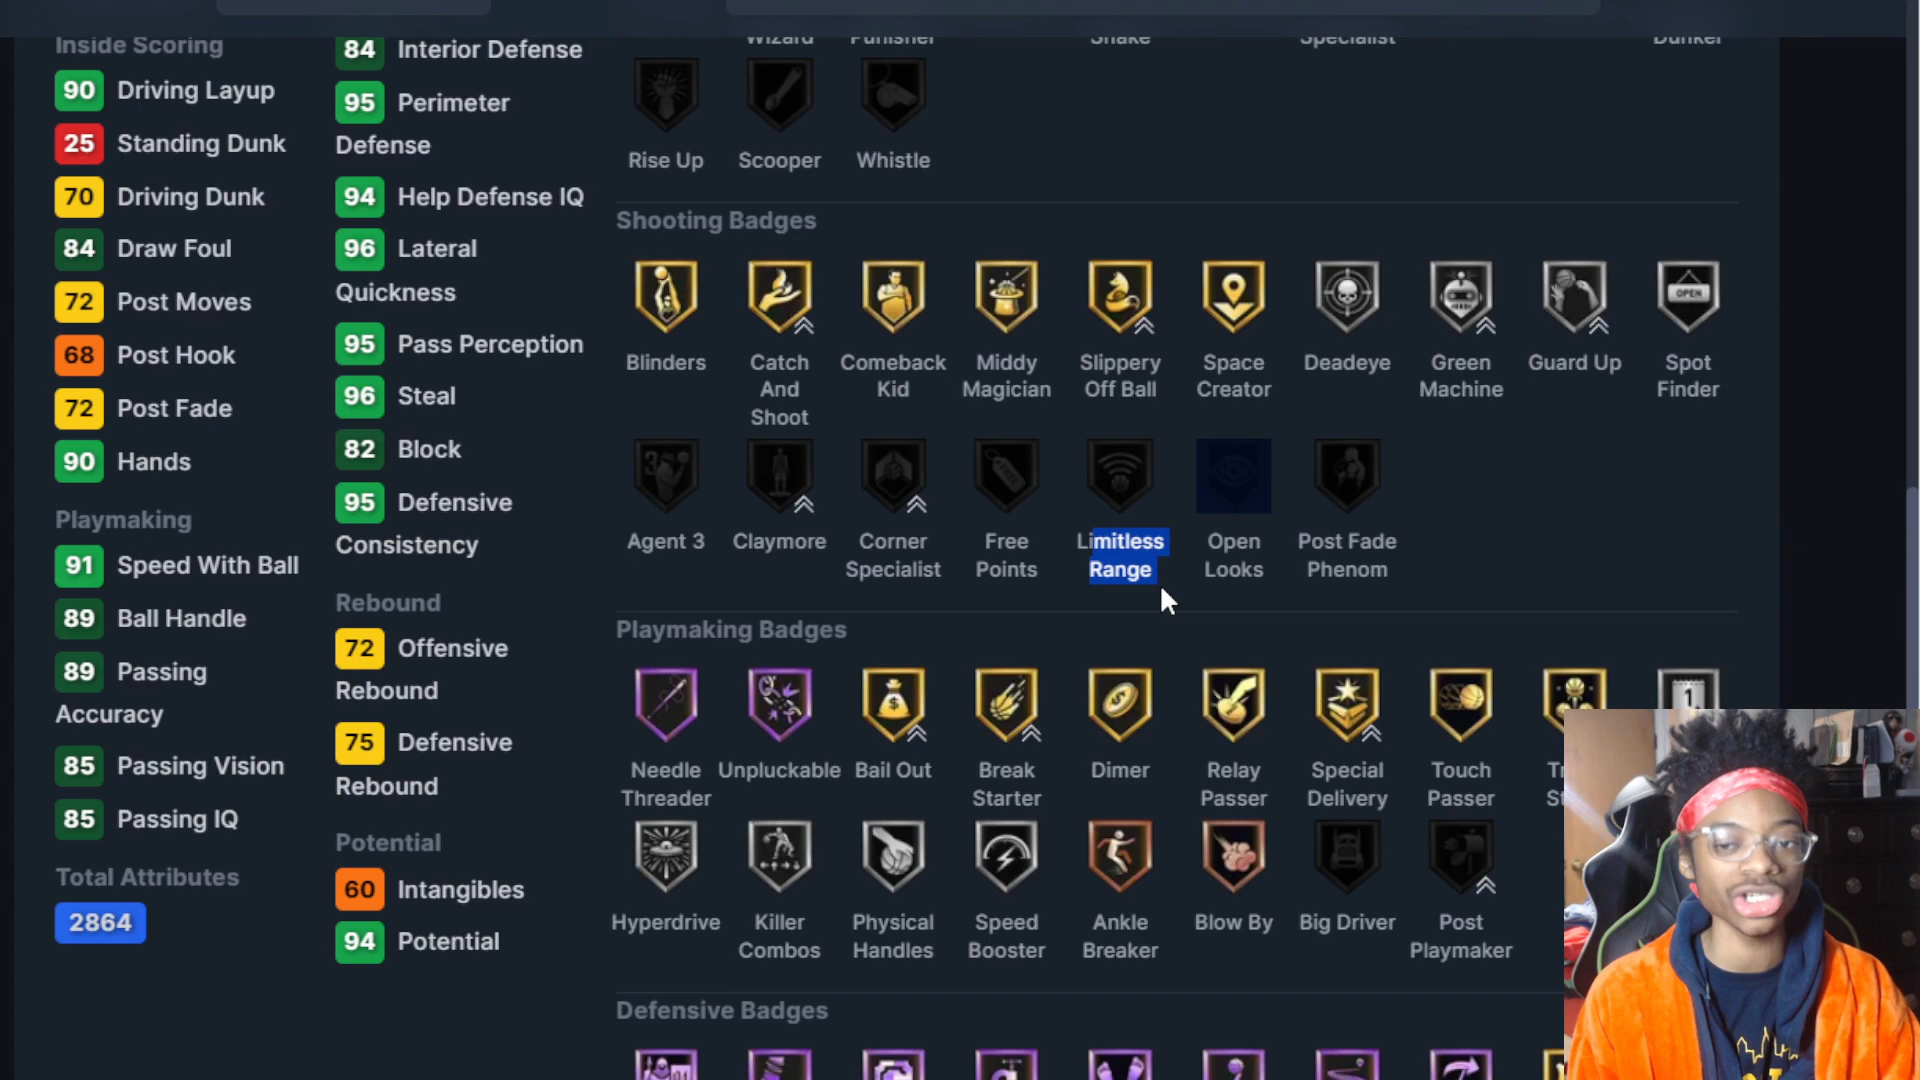 Inside Scoring
90 Driving Layup
25 Standing Dunk
70 Driving Dunk
84 Draw Foul
72 Post Moves
68 Post Hook
72 Post Fade
90 Hands
Playmaking
91 Speed With Ball
89 Ball Handle
89 Passing
Accuracy
85 Passing Vision
85 Passing IQ
Total Attributes
2864
84 Interior Defense
95 Perimeter
Defense
94 Help Defense IQ
96 Lateral
Quickness
95 Pass Perception
96 Steal
82 Block
95 Defensive
Consistency
Rebound
72 Offensive
Rebound
75 Defensive
Rebound
Potential
60 Intangibles
94 Potential
Wizard Punisher Snake Specialist Dunker
Rise Up Scooper Whistle
Shooting Badges
OPEN
Blinders Catch Comeback Middy Slippery Space Deadeye Green Guard Up Spot
And Kid Magician Off Ball Creator Machine Finder
Shoot
Agent 3 Claymore Corner Free Limitless Open Post Fade
Specialist Points Range Looks Phenom
Playmaking Badges
1
Needle Unpluckable Bail Out Break Dimer Relay Special Touch
Threader Starter Passer Delivery Passer
Hyperdrive Killer Physical Speed Ankle Blow By Big Driver Post
Combos Handles Booster Breaker Playmaker
Defensive Badges